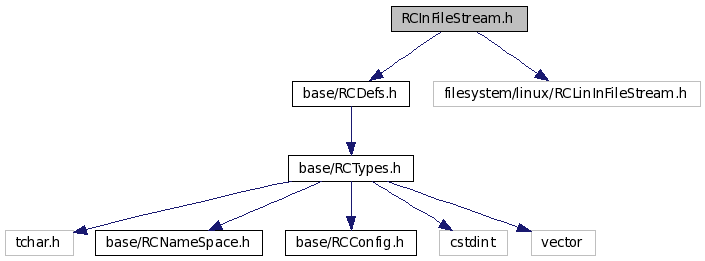 RCInFileStream.h
base/RCDefs.h
filesystem/linux/RCLinInFileStream.h
base/RCTypes.h
tchar.h
base/RCNameSpace.h
base/RCConfig.h
cstdint
vector